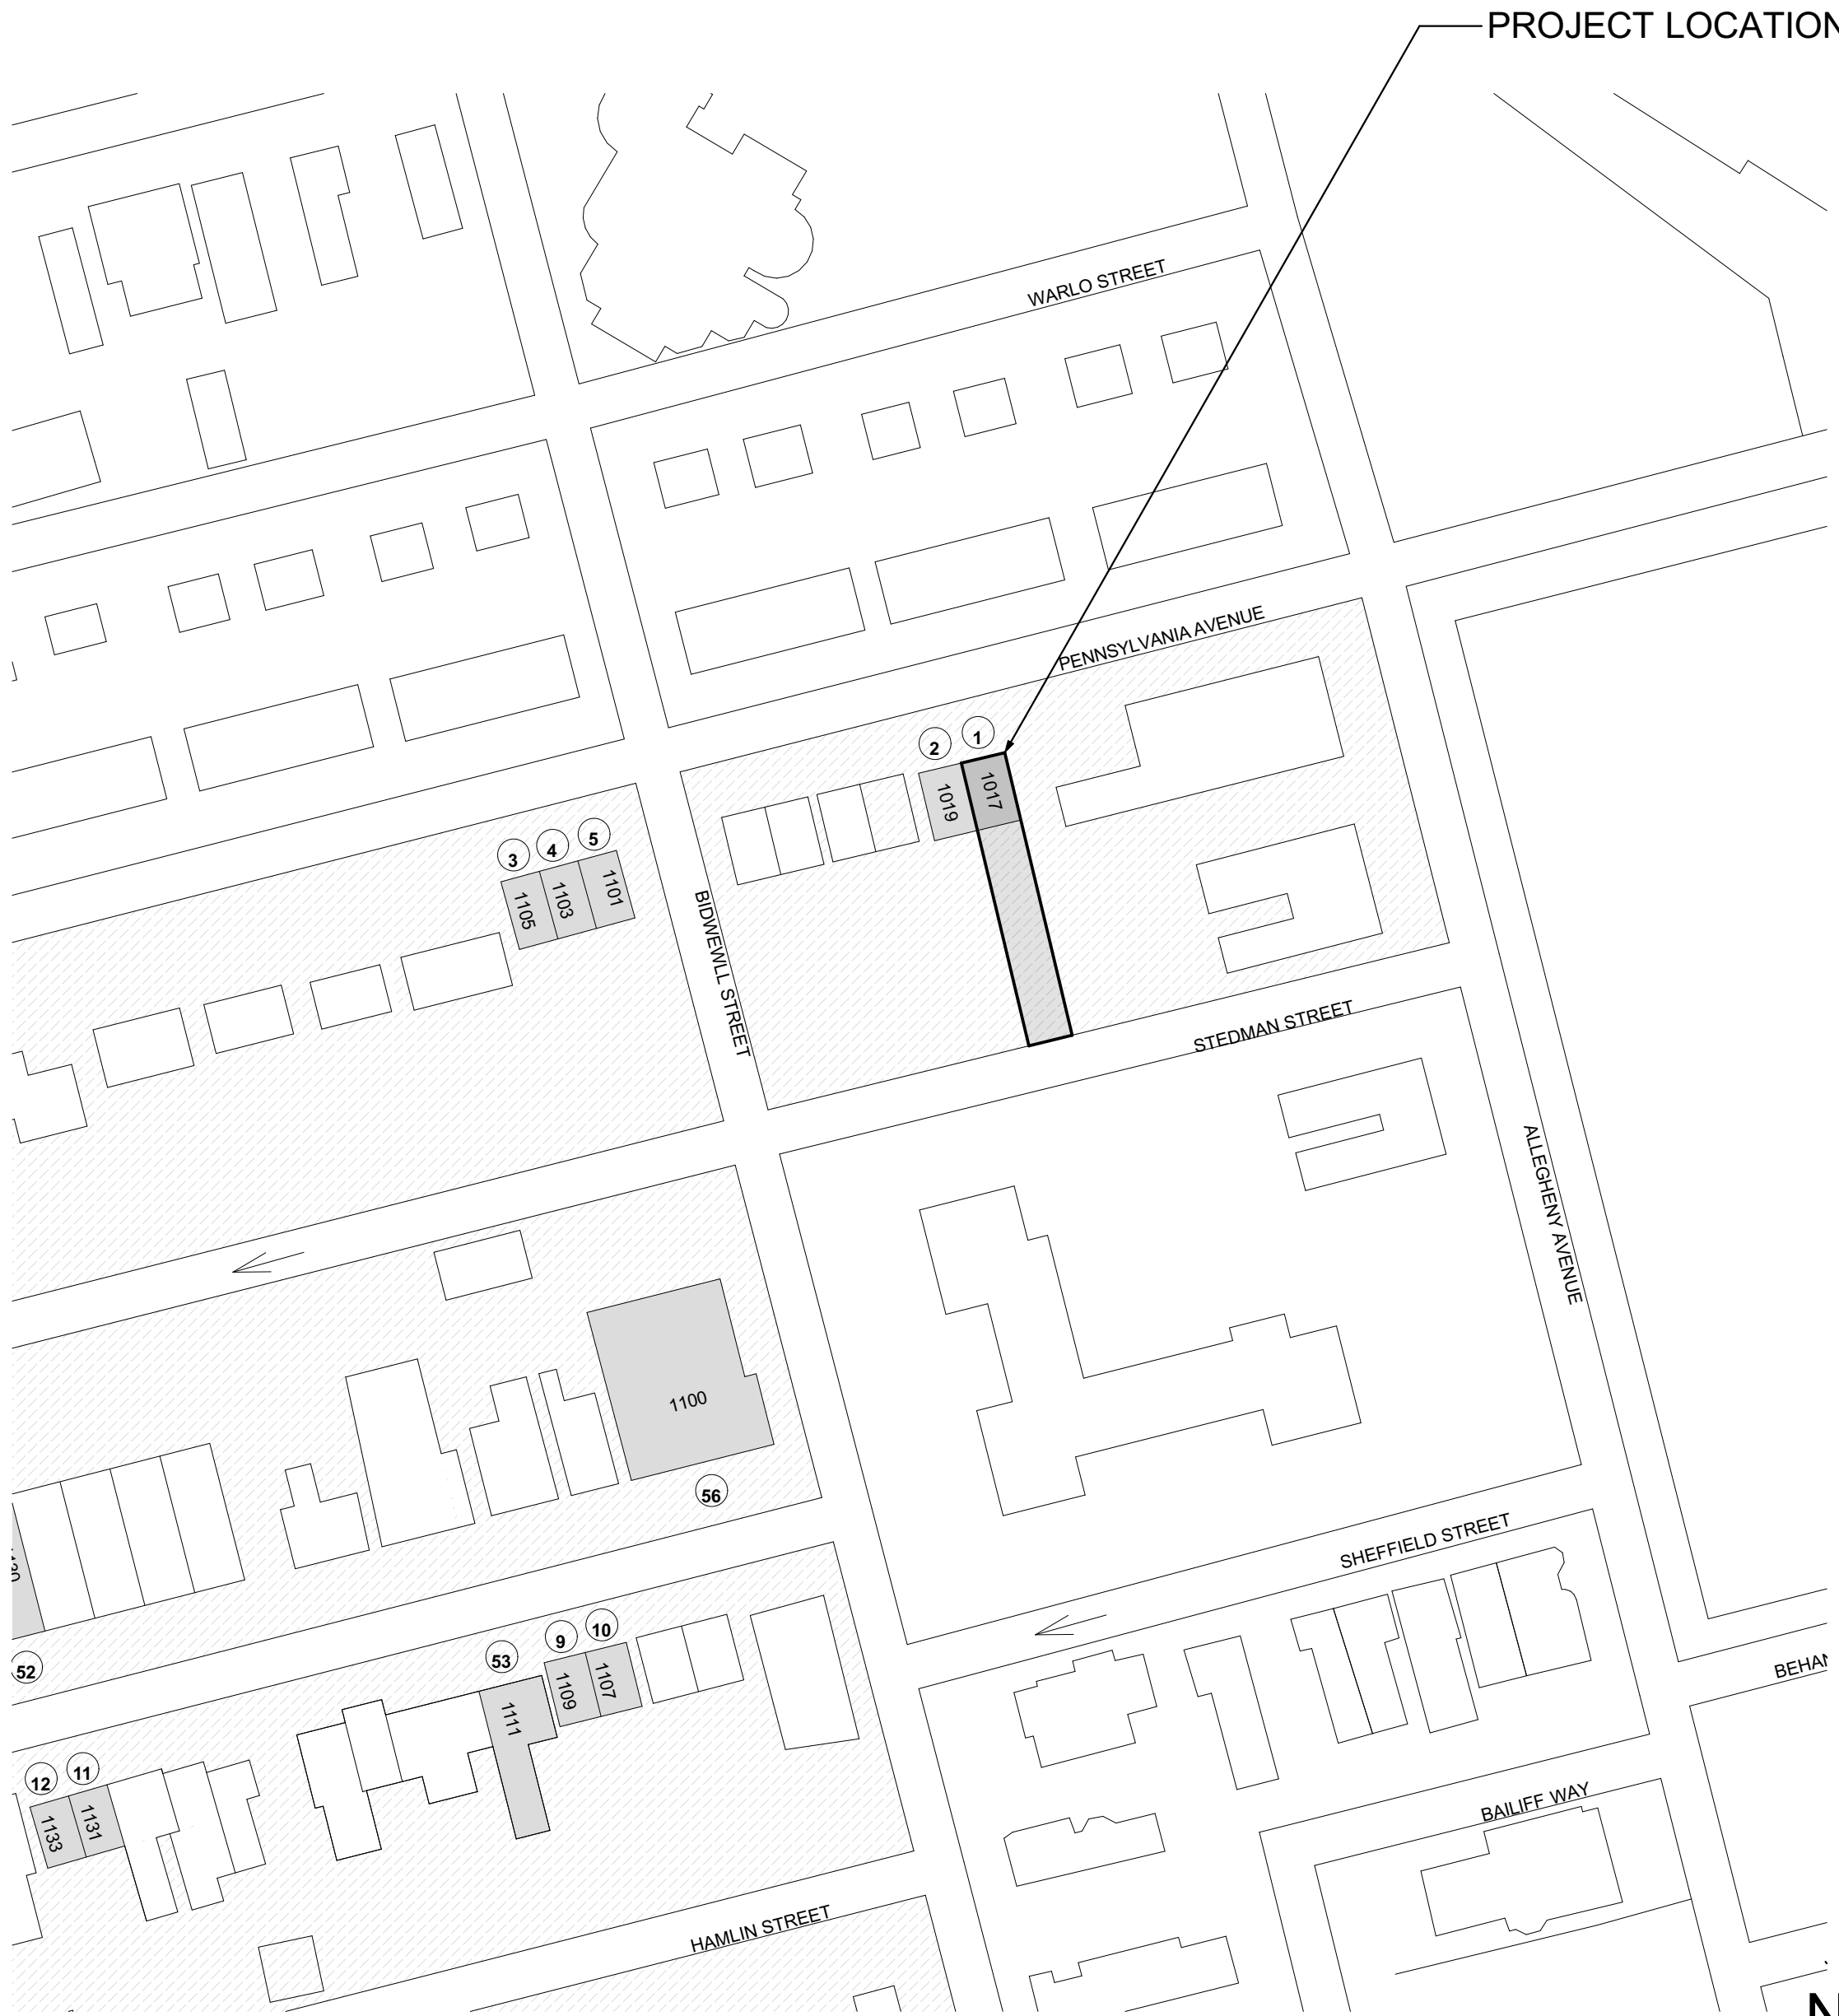 PROJECT LOCATION
WARLO STREET
PENNSYLVANIA AVENUE
2
1
1019
1017
3
4
5
1105
1103
1101
BIDWEWLL STREET
STEDMAN STREET
ALLEGHENY AVENUE
1100
56
SHEFFIELD STREET
52
53
9
10
1111
1109
1107
BEHAN
12
11
1133
1131
BAILIFF WAY
HAMLIN STREET
N